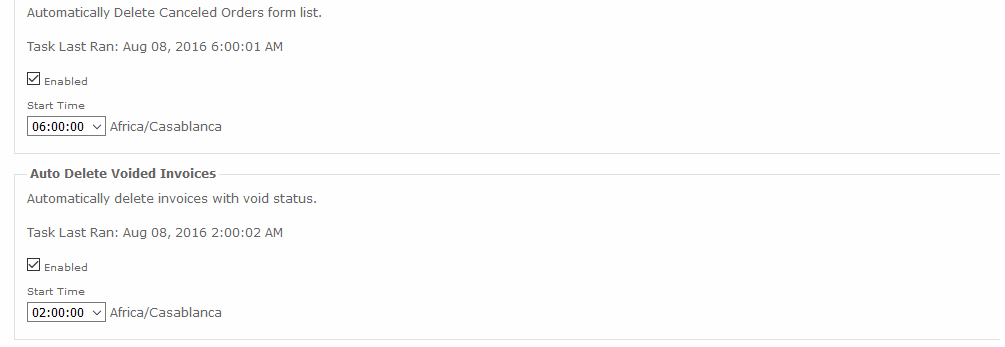 Automatically Delete Canceled Orders form list.
Task Last Ran: Aug 08, 2016 6:00:01 AM
Enabled
Start Time
06:00:00 Africa/Casablanca
Auto Delete Voided Invoices
Automatically delete invoices with void status.
Task Last Ran: Aug 08, 2016 2:00:02 AM
Enabled
Start Time
02:00:00 Africa/Casablanca